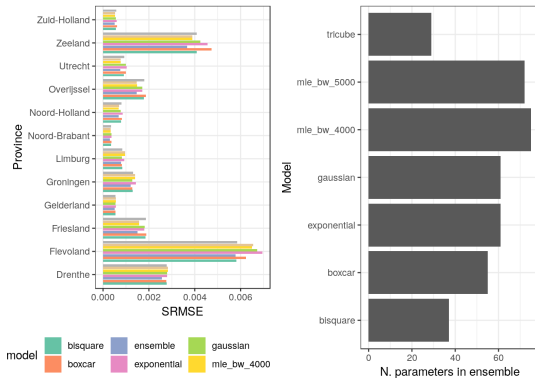 Zuid-Holland
Zeeland
Utrecht
Overijssel
Noord-Holland
Noord-Brabant
Limburg
Groningen
Gelderland
Friesland
Flevoland
Drenthe
Province
0.000 0.002 0.004 0.006
SRMSE
model
bisquare ensemble gaussian
boxcar exponential mle_bw_4000
tricube
mle_bw_5000
mle_bw_4000
gaussian
exponential
boxcar
bisquare
Model
0 20 40 60
N. parameters in ensemble